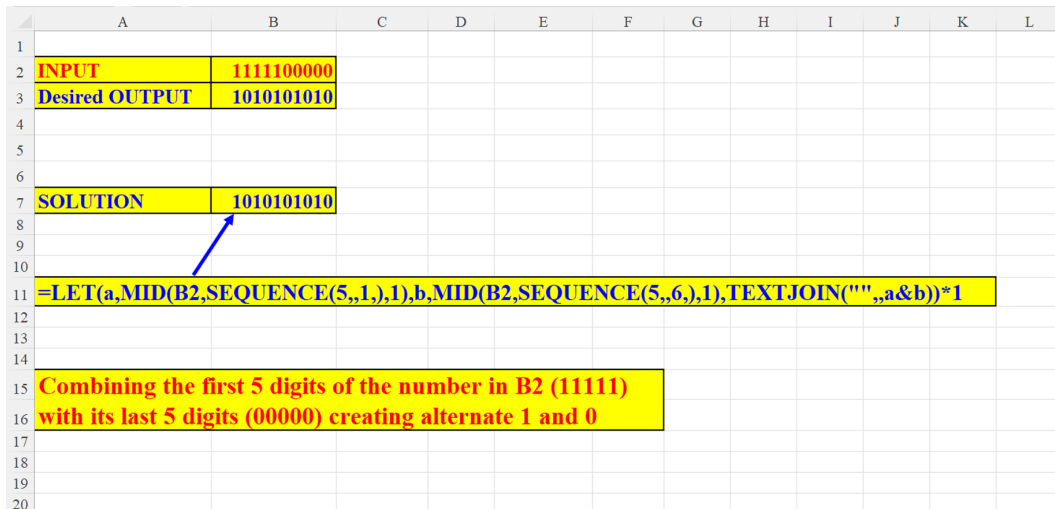 A B C D E F G H I J K L
1
2 INPUT 1111100000
3 Desired OUTPUT 1010101010
4
5
6
7 SOLUTION 1010101010
8
9
10
11 =LET(a,MID(B2,SEQUENCE(5,,1,),1),b,MID(B2,SEQUENCE(5,,6,),1),TEXTJOIN("",,a&b))*1
12
13
14
15 Combining the first 5 digits of the number in B2 (11111)
16 with its last 5 digits (00000) creating alternate 1 and 0
17
18
19
20